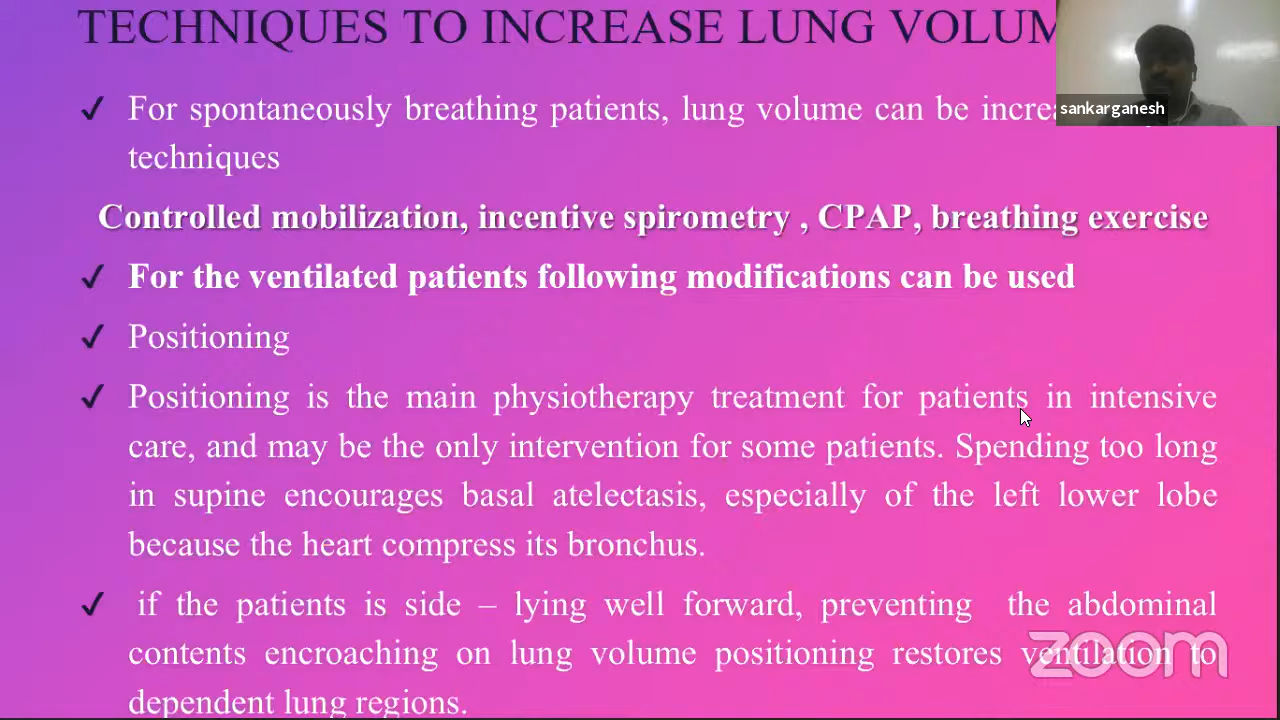 TECHNIQUES TO INCREASE LUNG VOLUM
sankarganesh
✓ For spontaneously breathing patients, lung volume can be increa
techniques
Controlled mobilization, incentive spirometry , CPAP, breathing exercise
✓ For the ventilated patients following modifications can be used
✓ Positioning
✓ Positioning is the main physiotherapy treatment for patients in intensive
care, and may be the only intervention for some patients. Spending too long
in supine encourages basal atelectasis, especially of the left lower lobe
because the heart compress its bronchus.
✓ if the patients is side – lying well forward, preventing the abdominal
contents encroaching on lung volume positioning restores ventilation to
dependent lung regions.
zoom